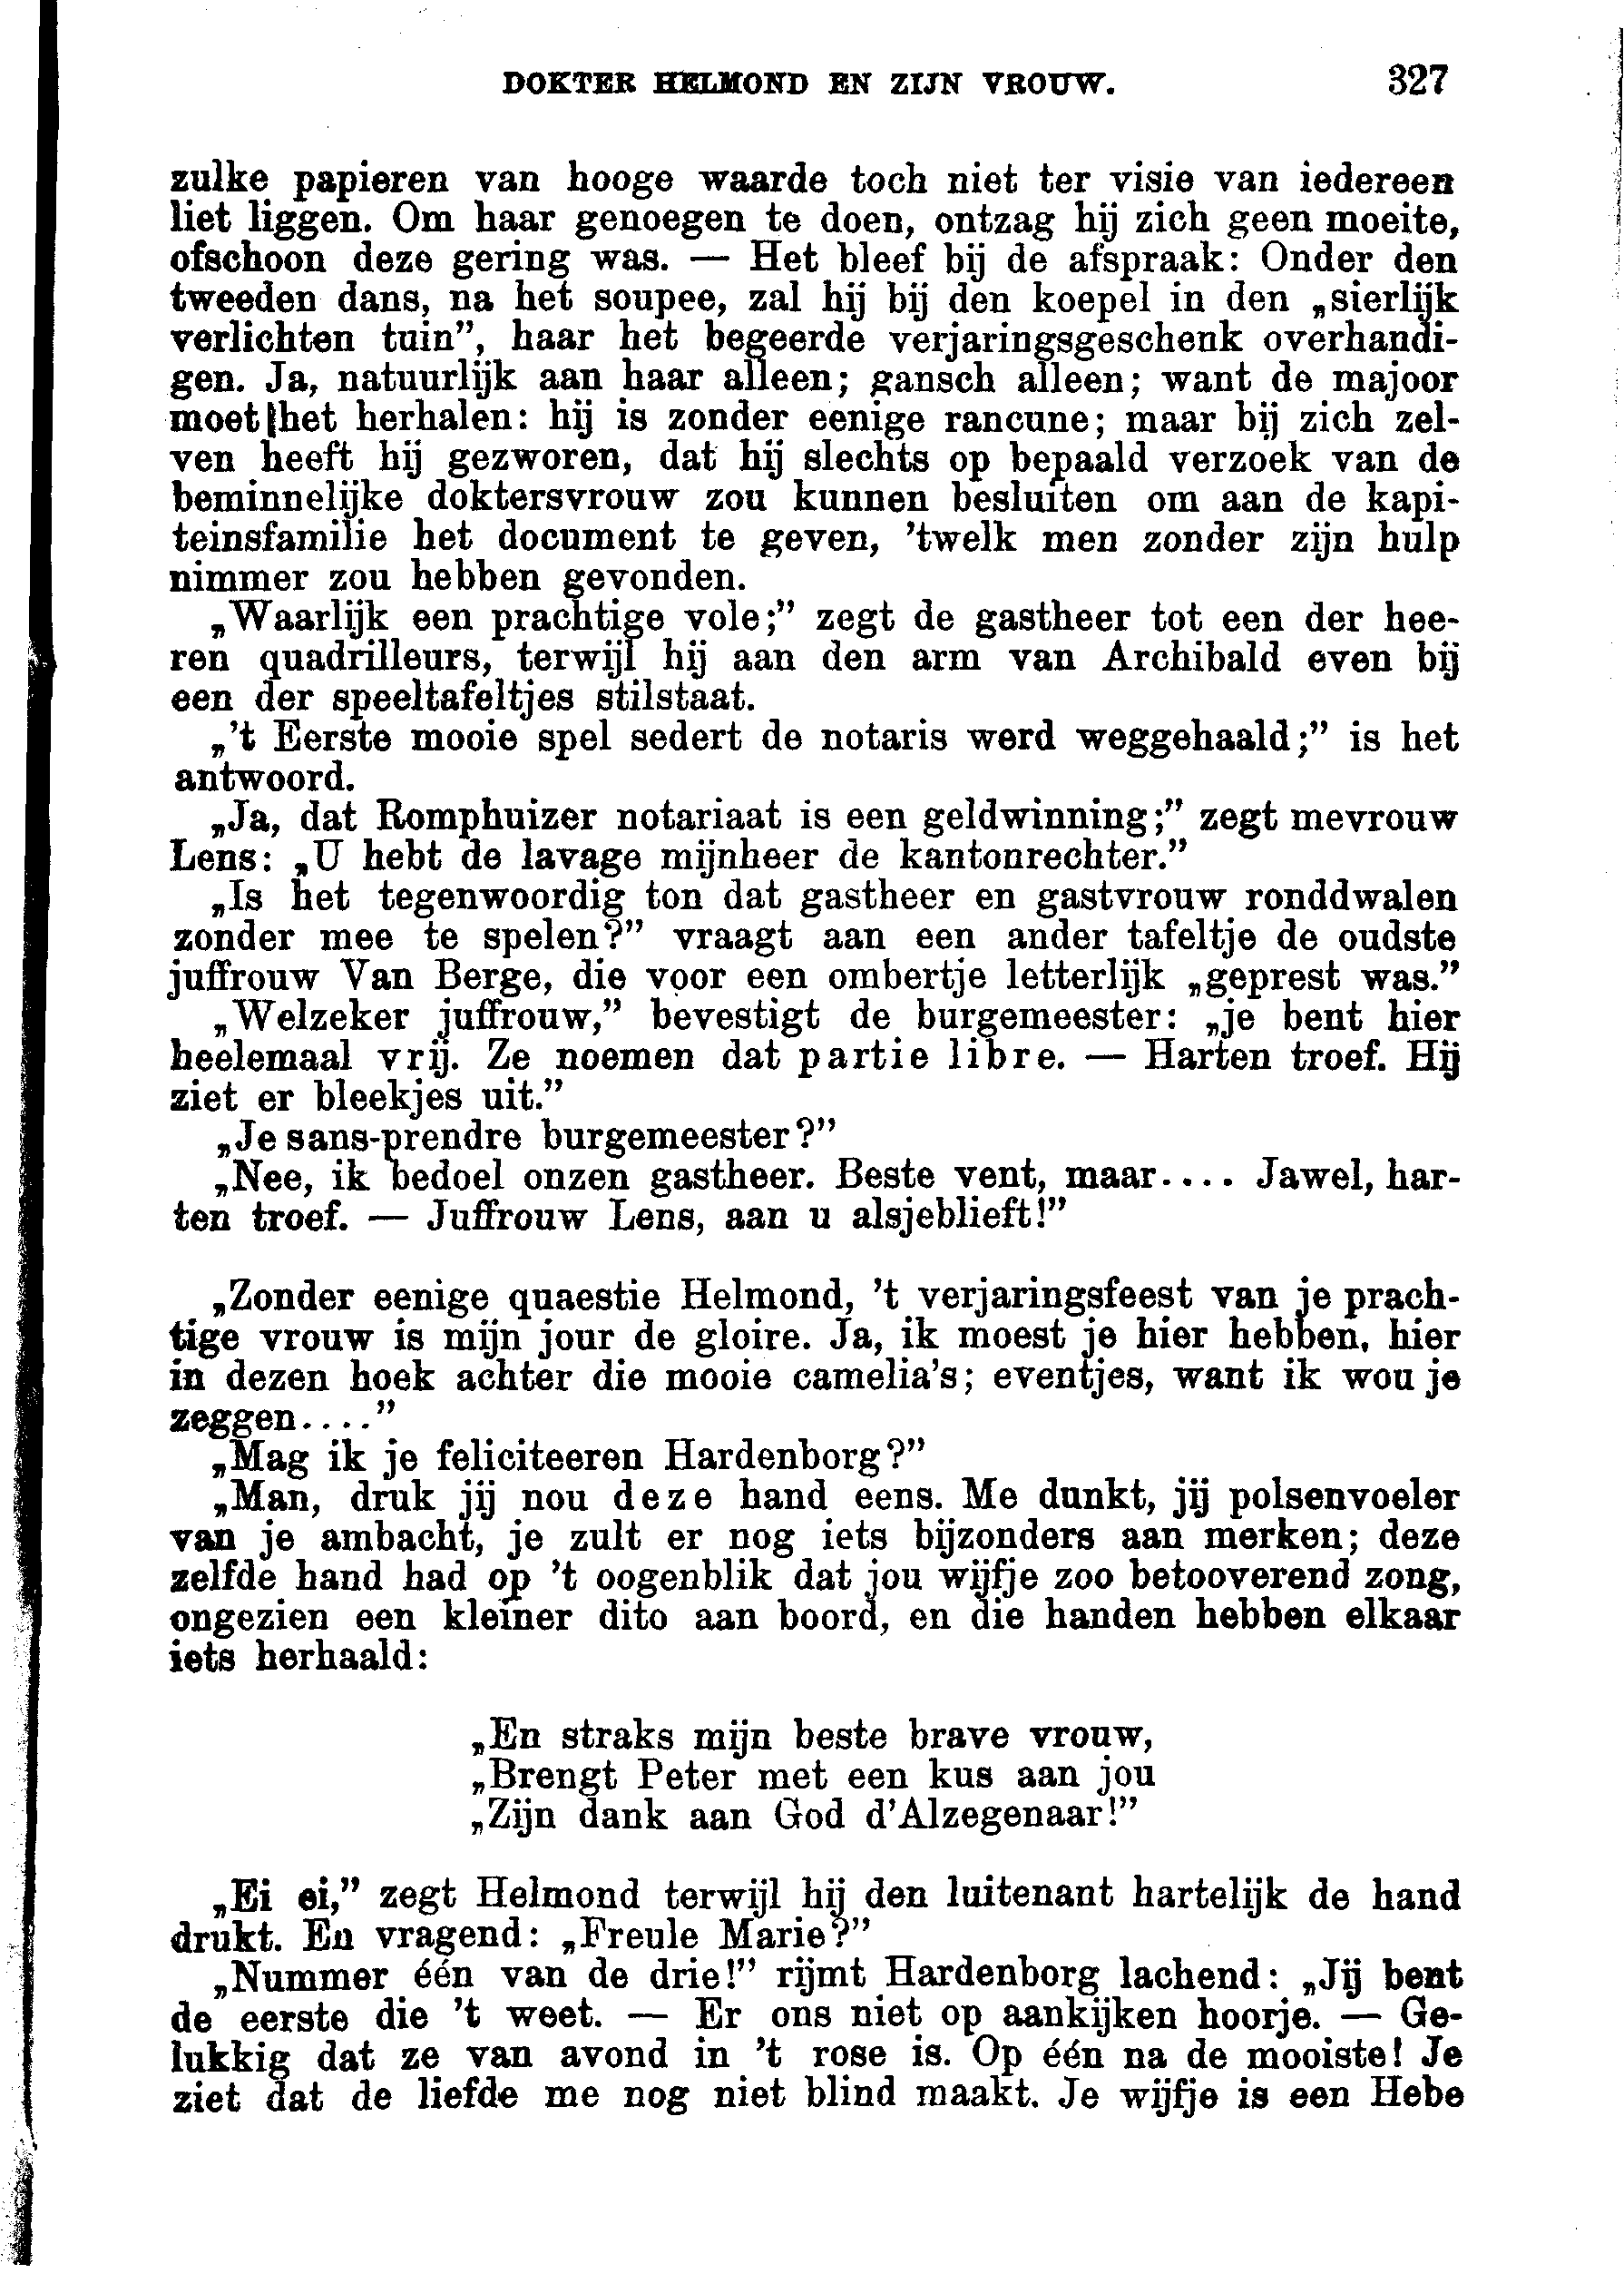 DOKTER HELMOND EN ZIJN VROUW. 327
zulke papieren van hooge waarde toch niet ter visie van iedereen
liet liggen. Om haar genoegen te doen, ontzag hij zich geen moeite,
ofschoon deze gering was. — Het bleef bij de afspraak: Onder den
tweeden dans, na het soupee, zal hij bij den koepel in den „sierlijk
verlichten tuin”, haar het begeerde verjaringsgeschenk overhandi-
gen. Ja, natuurlijk aan haar alleen; gansch alleen; want de majoor
moet het herhalen: hij is zonder eenige rancune; maar bij zich zel-
ven heeft hij gezworen, dat hij slechts op bepaald verzoek van de
beminnelijke doktersvrouw zou kunnen besluiten om aan de kapi-
teinsfamilie het document te geven, ’twelk men zonder zijn hulp
nimmer zou hebben gevonden.
„Waarlijk een prachtige vole;” zegt de gastheer tot een der hee-
ren quadrilleurs, terwijl hij aan den arm van Archibald even bij
een der speeltafeltjes stilstaat.
„’t Eerste mooie spel sedert de notaris werd weggehaald;” is het
antwoord.
„Ja, dat Romphuizer notariaat is een geldwinning;” zegt mevrouw
Lens: „U hebt de lavage mijnheer de kantonrechter.”
„Is het tegenwoordig ton dat gastheer en gastvrouw ronddwalen
zonder mee te spelen?” vraagt aan een ander tafeltje de oudste
juffrouw Van Berge, die voor een ombertje letterlijk „geprest was.”
„Welzeker juffrouw,” bevestigt de burgemeester: „je bent hier
heelemaal vrij. Ze noemen dat partie libre. — Harten troef. Hij
ziet er bleekjes uit.”
„Je sans-prendre burgemeester?”
„Nee, ik bedoel onzen gastheer. Beste vent, maar.... Jawel, har-
ten troef. — Juffrouw Lens, aan u alsjeblieft!”
„Zonder eenige quaestie Helmond, ’t verjaringsfeest van je prach-
tige vrouw is mijn jour de gloire. Ja, ik moest je hier hebben, hier
in dezen hoek achter die mooie camelia’s; eventjes, want ik wou je
zeggen....”
„Mag ik je feliciteeren Hardenborg?”
„Man, druk jij nou deze hand eens. Me dunkt, jij polsenvoeler
van je ambacht, je zult er nog iets bijzonders aan merken; deze
zelfde hand had op ’t oogenblik dat jou wijfje zoo betooverend zong,
ongezien een kleiner dito aan boord, en die handen hebben elkaar
iets herhaald:
„En straks mijn beste brave vrouw,
„Brengt Peter met een kus aan jou
„Zijn dank aan God d’Alzegenaar!”
„Ei ei,” zegt Helmond terwijl hij den luitenant hartelijk de hand
drukt. En vragend: „Freule Marie?”
„Nummer één van de drie!” rijmt Hardenborg lachend: „Jij bent
de eerste die ’t weet. — Er ons niet op aankijken hoorje. — Ge-
lukkig dat ze van avond in ’t rose is. Op één na de mooiste! Je
ziet dat de liefde me nog niet blind maakt. Je wijfje is een Hebe